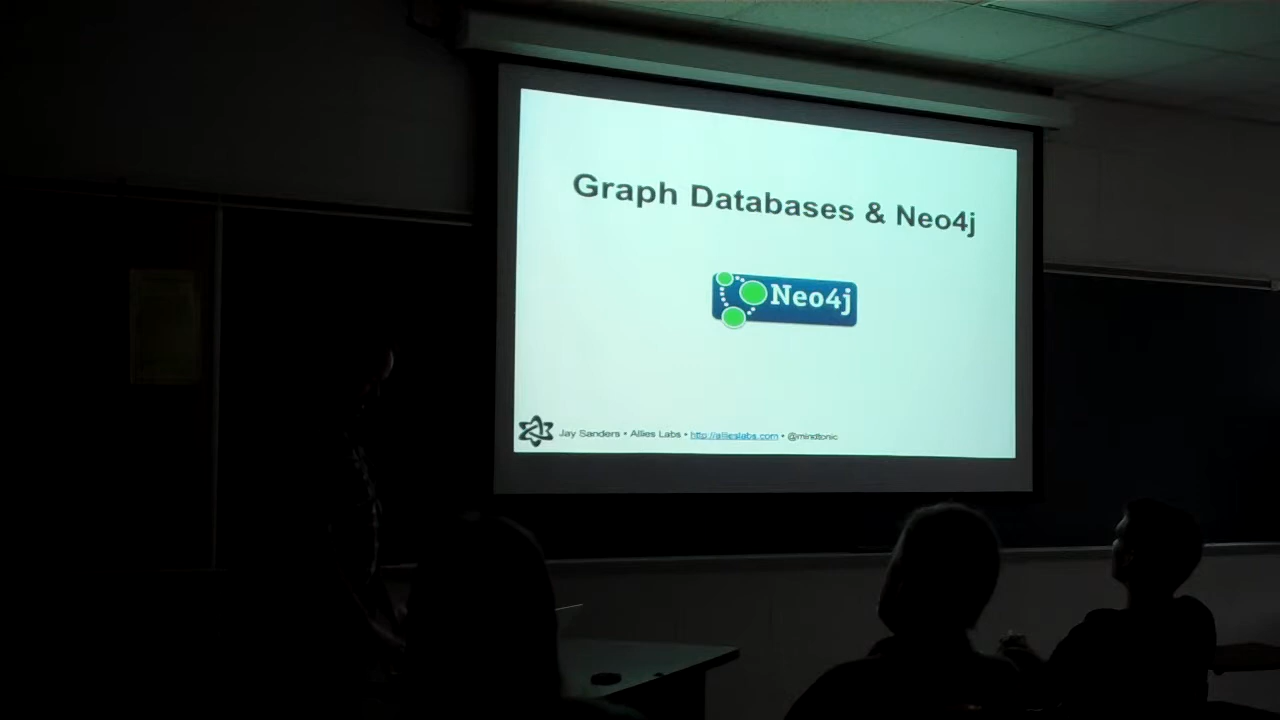 Graph Databases & Neo4j
Neo4j
Jay Sanders • Allies Labs • http://allieslabs.com • @mindtonic